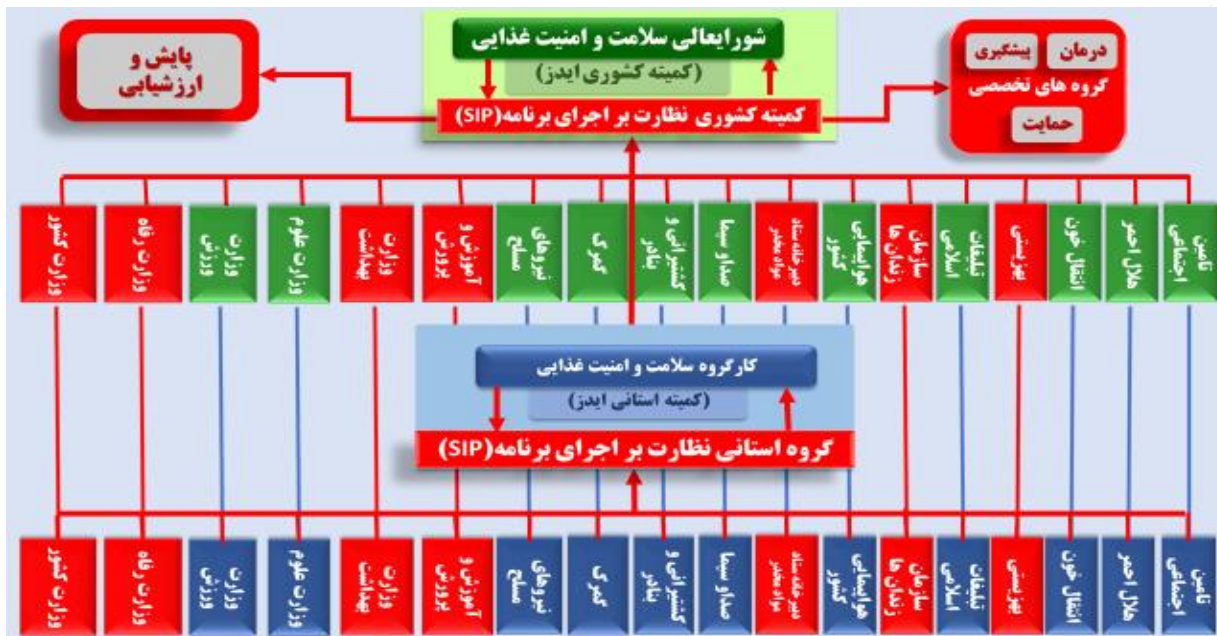 شورایعالی سلامت و امنیت غذایی
(کمیته کشوری ایدز)
کمیته کشوری نظارت بر اجرای برنامه(SIP)
درمان
پیشگیری
گروه های تخصصی
حمایت
پایش و
ارزشیابی
تامین
اجتماعی
هلال احمر
انتقال خون
بهزیستی
تبلیغات
اسلامی
سازمان
زندان ها
هواپیمایی
کشور
دبیرخانه ستاد
مواد مخدر
صدا و سیما
کشتیرانی و
بنادر
گمرک
نیروهای
مسلح
آموزش و
پرورش
وزارت
بهداشت
وزارت علوم
وزارت
ورزش
وزارت رفاه
وزارت کشور
کارگروه سلامت و امنیت غذایی
(کمیته استانی ایدز)
گروه استانی نظارت بر اجرای برنامه(SIP)
تامین
اجتماعی
هلال احمر
انتقال خون
بهزیستی
تبلیغات
اسلامی
سازمان
زندان ها
هواپیمایی
کشور
دبیرخانه ستاد
مواد مخدر
صدا و سیما
کشتیرانی و
بنادر
گمرک
نیروهای
مسلح
آموزش و
پرورش
وزارت
بهداشت
وزارت علوم
وزارت
ورزش
وزارت رفاه
وزارت کشور